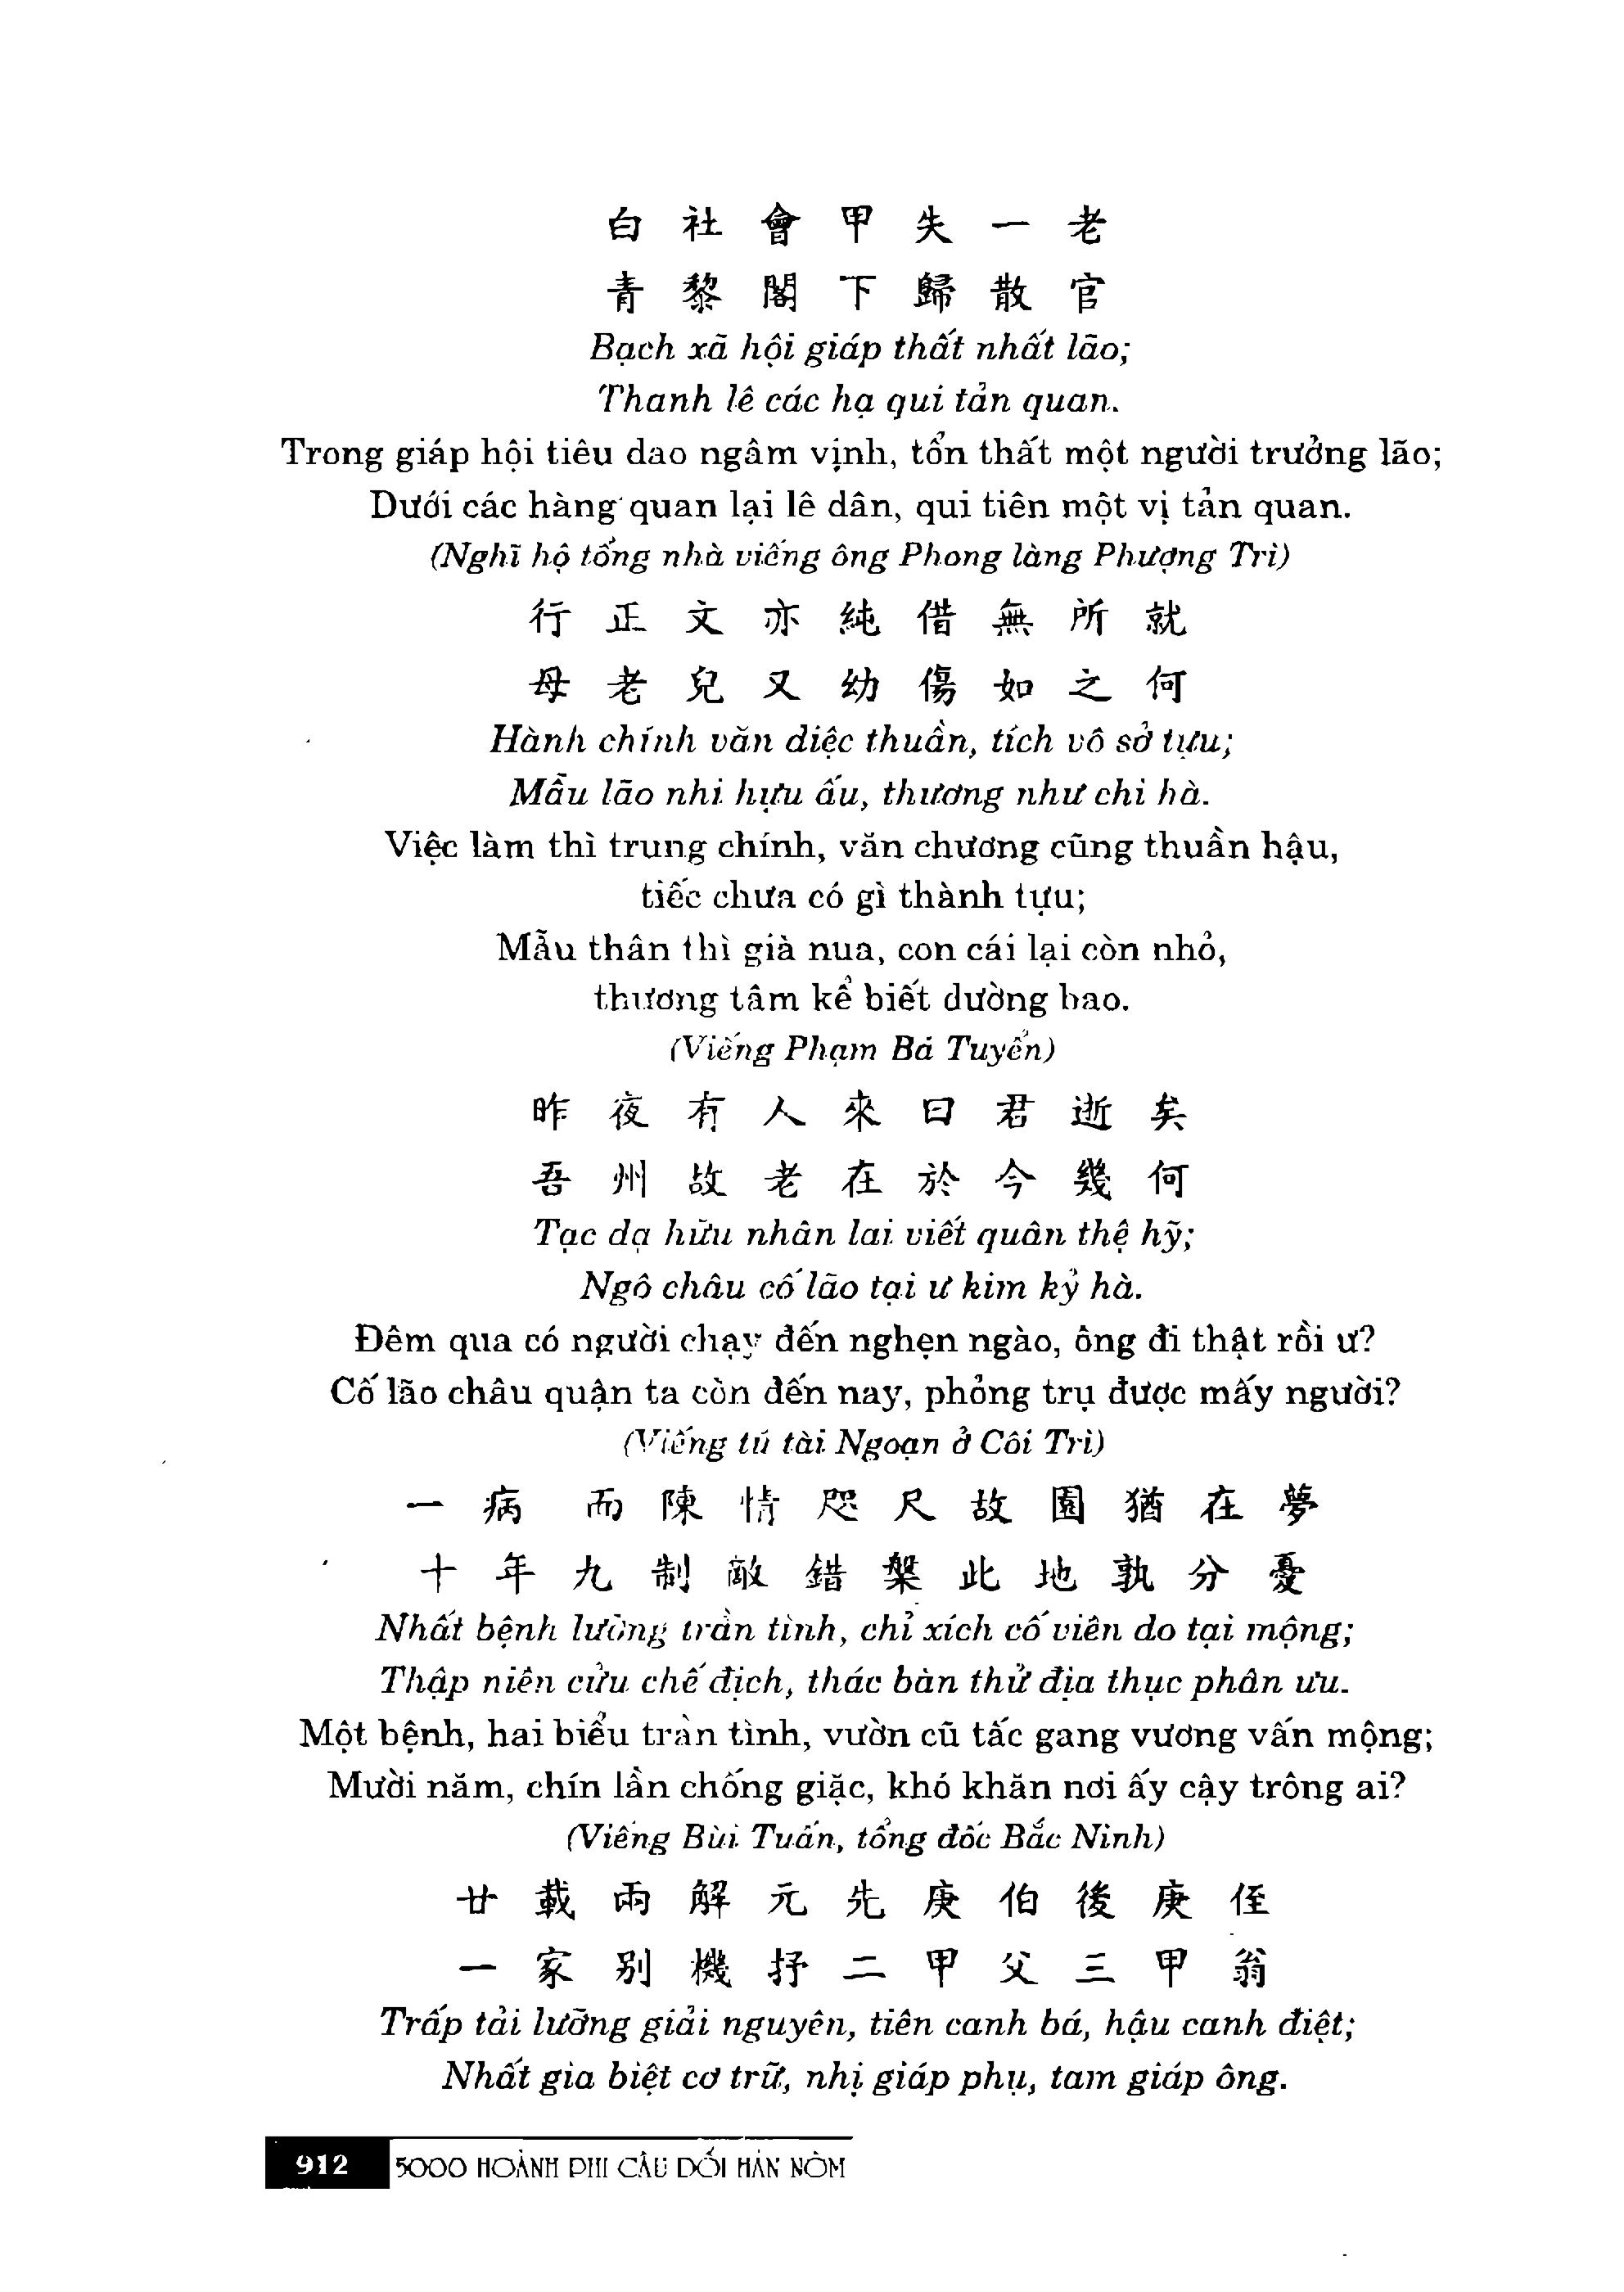 白社會甲失一老
青黎閣下歸散官
Bạch xã hội giáp thất nhất lão;
Thanh lê các hạ qui tản quan.
Trong giáp hội tiêu dao ngâm vịnh, tổn thất một người trưởng lão;
Dưới các hàng quan lại lê dân, qui tiên một vị tản quan.
(Nghĩ hộ tổng nhà viếng ông Phong làng Phượng Trì)
行正文亦純借無所就
母老兒又幼傷如之何
Hành chính văn diệc thuần, tích vô sở tựu;
Mẫu lão nhi hựu ấu, thương như chi hà.
Việc làm thì trung chính, văn chương cũng thuần hậu,
tiếc chưa có gì thành tựu;
Mẫu thân thì già nua, con cái lại còn nhỏ,
thương tâm kể biết dường bao.
(Viếng Phạm Bá Tuyển)
昨夜有人來曰君逝矣
吾州故老在於今幾何
Tạc dạ hữu nhân lai viết quân thệ hỹ;
Ngô châu cố lão tại ư kim kỷ hà.
Đêm qua có người chạy đến nghẹn ngào, ông đi thật rồi ư?
Cố lão châu quận ta còn đến nay, phỏng trụ được mấy người?
(Viếng tú tài Ngoạn ở Côi Trì)
一病而陳情咫尺故園猶在夢
十年九制敵錯槃此地孰分憂
Nhất bệnh lưỡng trần tình, chỉ xích cố viên do tại mộng;
Thập niên cửu chế địch, thác bàn thử địa thục phân ưu.
Một bệnh, hai biểu trần tình, vườn cũ tấc gang vương vấn mộng;
Mười năm, chín lần chống giặc, khó khăn nơi ấy cậy trông ai?
(Viếng Bùi Tuấn, tổng đốc Bắc Ninh)
廿載兩解元先庚伯後庚侄
一家別機抒二甲父三甲翁
Trấp tải lưỡng giải nguyên, tiên canh bá, hậu canh điệt;
Nhất gia biệt cơ trữ, nhị giáp phụ, tam giáp ông.
912 5000 HOÀNH PHI CÂU ĐỐI HÁN NÔM